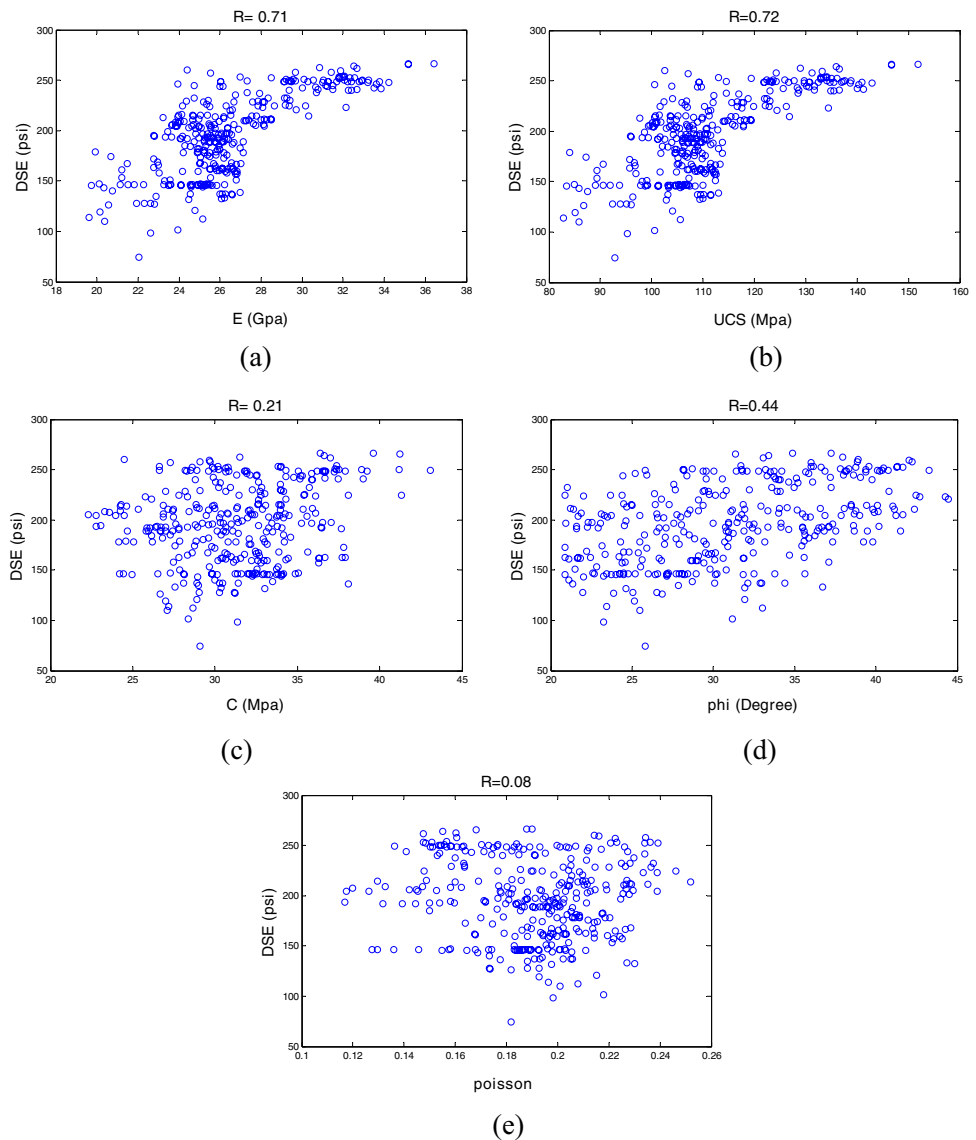 R= 0.71
R=0.72
300
250
200
150
100
50
DSE (psi)
18 20 22 24 26 28 30 32 34 36 38
E (Gpa)
(a)
300
250
200
150
100
50
DSE (psi)
80 90 100 110 120 130 140 150 160
UCS (Mpa)
(b)
R= 0.21
300
250
200
150
100
50
DSE (psi)
20 25 30 35 40 45
C (Mpa)
(c)
R=0.44
300
250
200
150
100
50
DSE (psi)
20 25 30 35 40 45
phi (Degree)
(d)
R=0.08
300
250
200
150
100
50
DSE (psi)
0.1 0.12 0.14 0.16 0.18 0.2 0.22 0.24 0.26
poisson
(e)